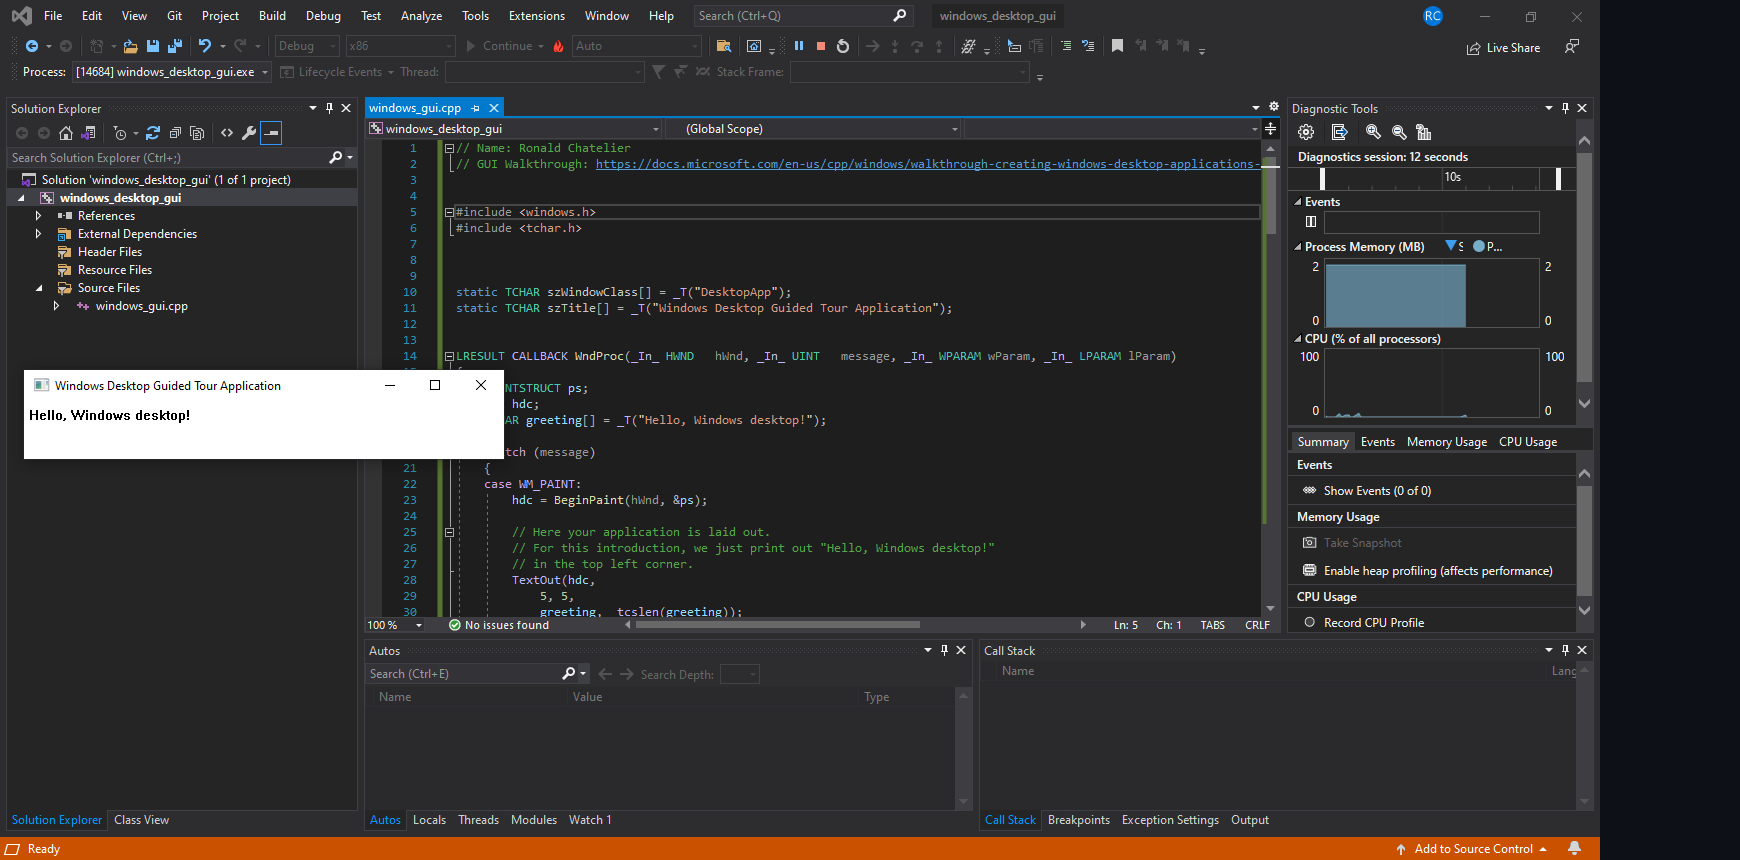 File Edit View Git Project Build Debug Test Analyze Tools Extensions Window Help Search (Ctrl+Q) windows_desktop_gui RC
Debug x86 Continue Auto Live Share
Process: [14684] windows_desktop_gui.exe Lifecycle Events Thread: Stack Frame:
Solution Explorer
Search Solution Explorer (Ctrl+;)
Solution 'windows_desktop_gui' (1 of 1 project)
windows_desktop_gui
References
External Dependencies
Header Files
Resource Files
Source Files
windows_gui.cpp
Windows Desktop Guided Tour Application
Hello, Windows desktop!
Solution Explorer Class View
windows_gui.cpp
windows_desktop_gui (Global Scope)
1 // Name: Ronald Chatelier
2 // GUI Walkthrough: https://docs.microsoft.com/en-us/cpp/windows/walkthrough-creating-windows-desktop-applications-
3
4
5 #include <windows.h>
6 #include <tchar.h>
7
8
9
10 static TCHAR szWindowClass[] = _T("DesktopApp");
11 static TCHAR szTitle[] = _T("Windows Desktop Guided Tour Application");
12
13
14 LRESULT CALLBACK WndProc(_In_ HWND hWnd, _In_ UINT message, _In_ WPARAM wParam, _In_ LPARAM lParam)
NTSTRUCT ps;
hdc;
AR greeting[] = _T("Hello, Windows desktop!");
tch (message)
21 {
22 case WM_PAINT:
23 hdc = BeginPaint(hWnd, &ps);
24
25 // Here your application is laid out.
26 // For this introduction, we just print out "Hello, Windows desktop!"
27 // in the top left corner.
28 TextOut(hdc,
29 5, 5,
30 greeting, _tcslen(greeting));
100 % No issues found Ln: 5 Ch: 1 TABS CRLF
Autos
Search (Ctrl+E) Search Depth:
Name Value Type
Autos Locals Threads Modules Watch 1
Call Stack
Name Lang
Call Stack Breakpoints Exception Settings Output
Diagnostic Tools
Diagnostics session: 12 seconds
10s
Events
Process Memory (MB) S P...
2 2
0 0
CPU (% of all processors)
100 100
0 0
Summary Events Memory Usage CPU Usage
Events
Show Events (0 of 0)
Memory Usage
Take Snapshot
Enable heap profiling (affects performance)
CPU Usage
Record CPU Profile
Ready Add to Source Control